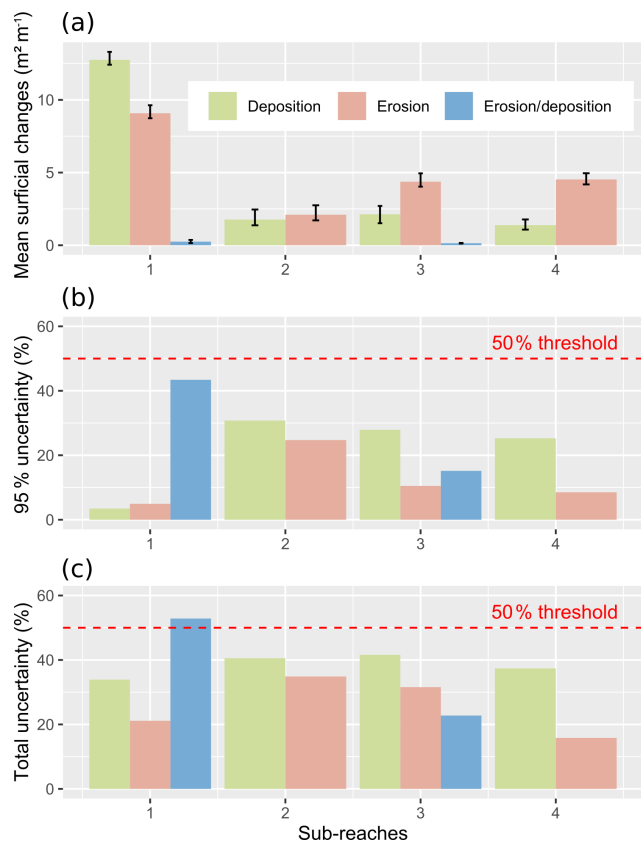 (a)
Mean surficial changes (m² m⁻¹)
10
5
0
Deposition
Erosion
Erosion/deposition
1
2
3
4
(b)
95 % uncertainty (%)
60
40
20
0
50 % threshold
1
2
3
4
(c)
Total uncertainty (%)
60
40
20
0
50 % threshold
1
2
3
4
Sub-reaches